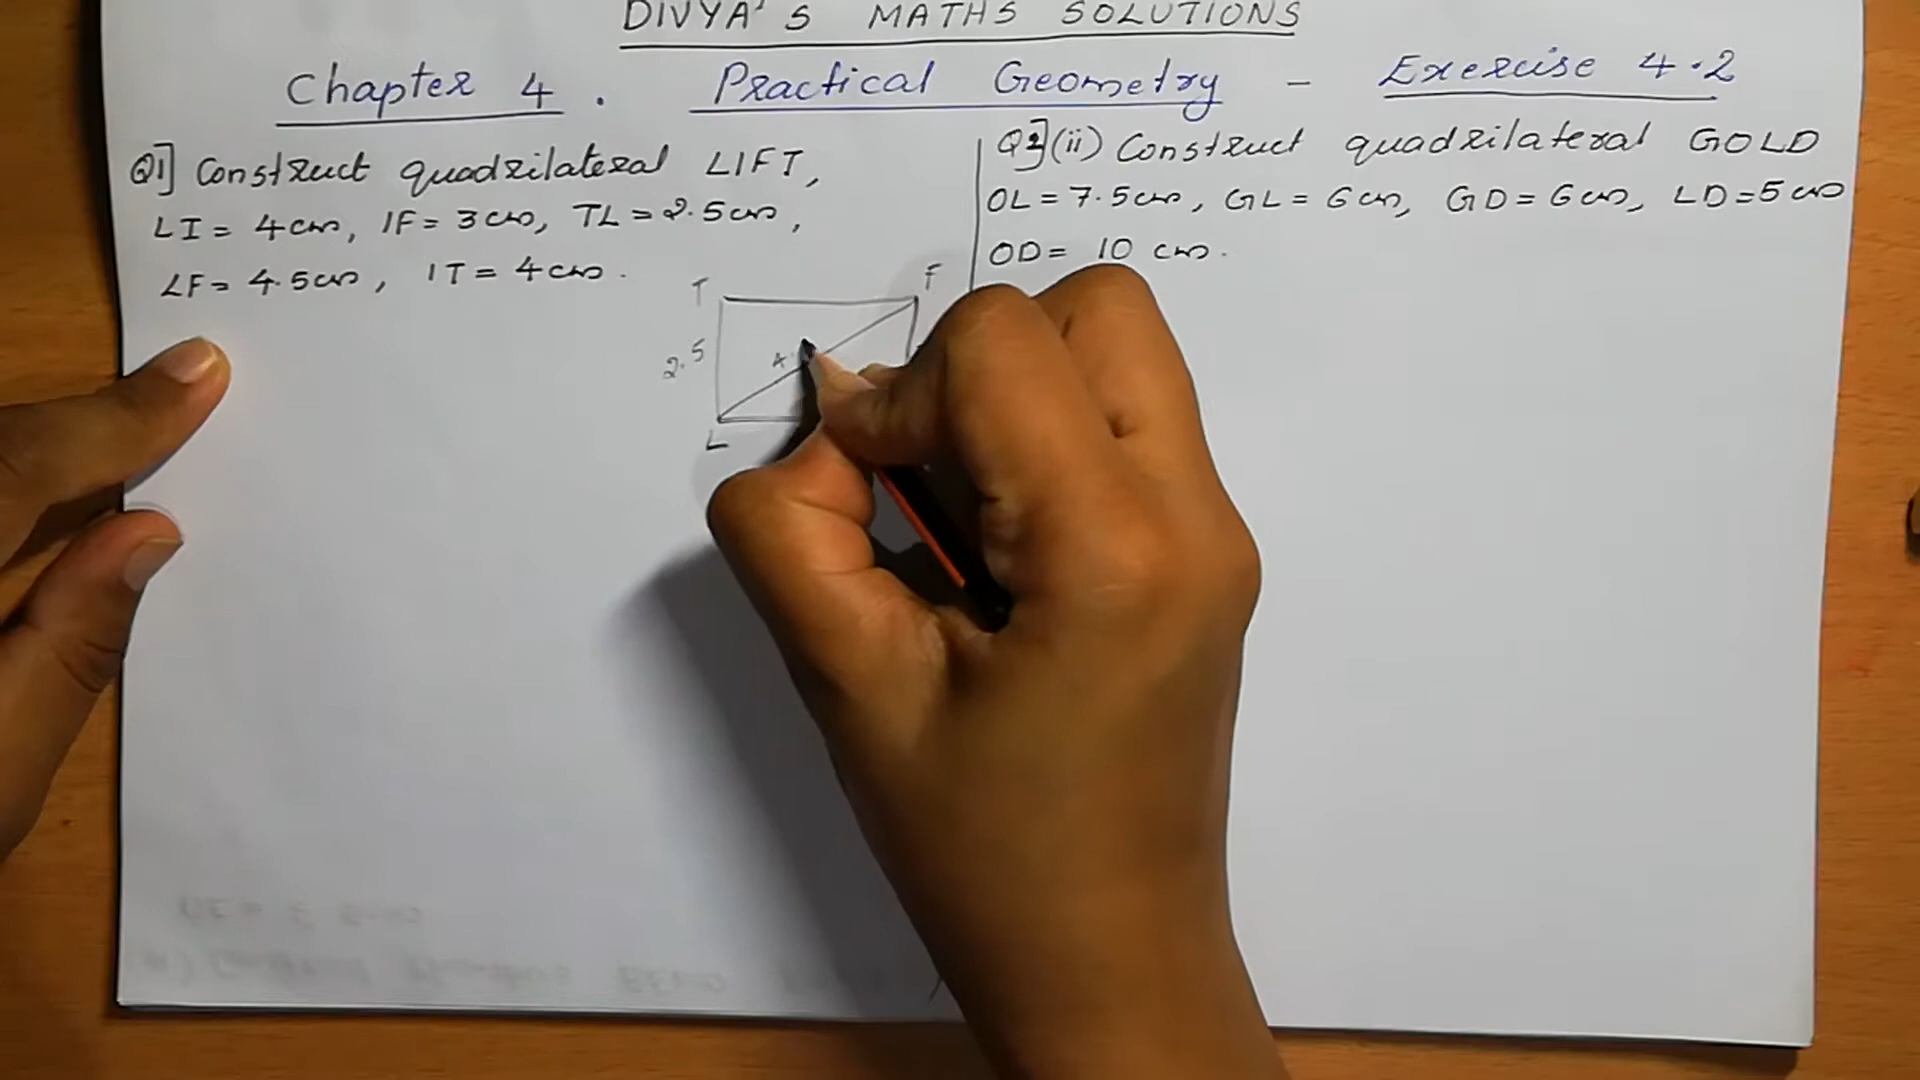 DIVYA'S MATHS SOLUTIONS
Chapter 4. Practical Geometry - Exercise 4.2
Q1] Construct quadrilateral LIFT,
LI = 4cm, IF = 3cm, TL = 2.5cm,
LF = 4.5cm, IT = 4cm.
Q2](ii) Construct quadrilateral GOLD
OL = 7.5cm, GL = 6cm, GD = 6cm, LD = 5cm
OD = 10 cm.
T F
2.5 4
L